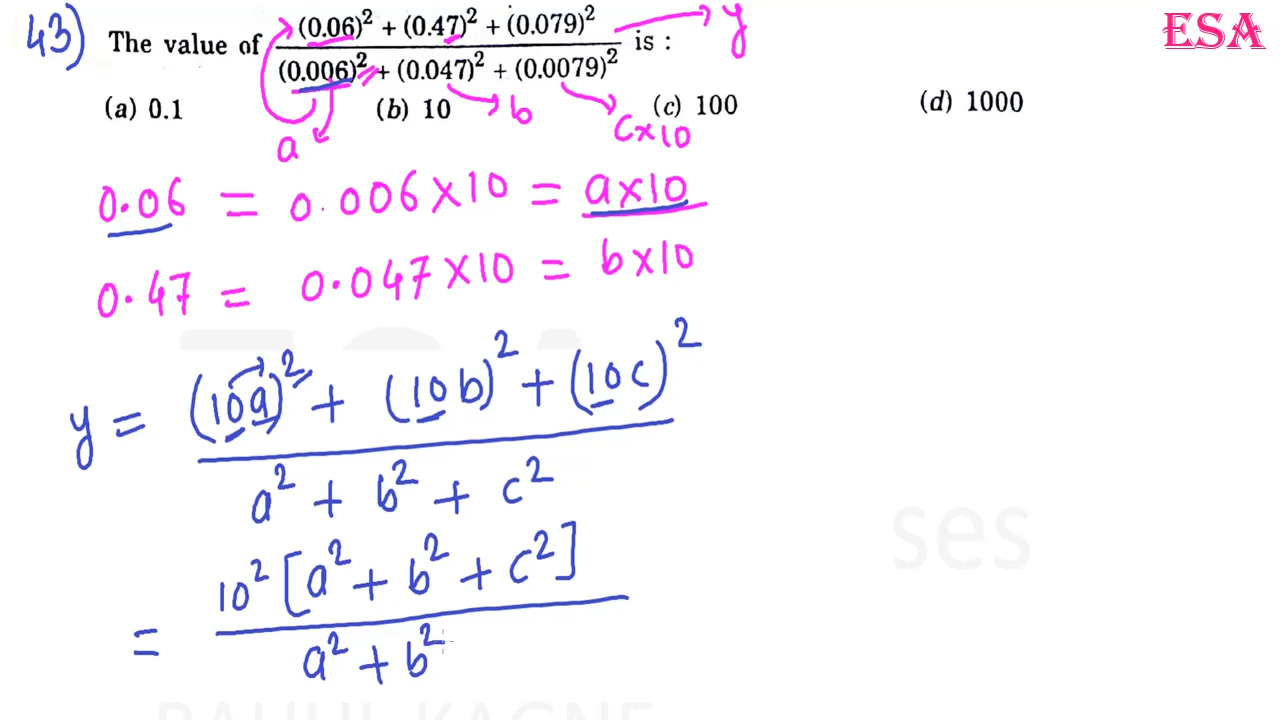 ESA
43) The value of (0.06)² + (0.47)² + (0.079)² / (0.006)² + (0.047)² + (0.0079)² is : → y
(a) 0.1 (b) 10 (c) 100 (d) 1000
a b c×10
0.06 = 0.006×10 = a×10
0.47 = 0.047×10 = b×10
y = (10a)² + (10b)² + (10c)² / a² + b² + c²
= 10² [a² + b² + c²] / a² + b²
ses